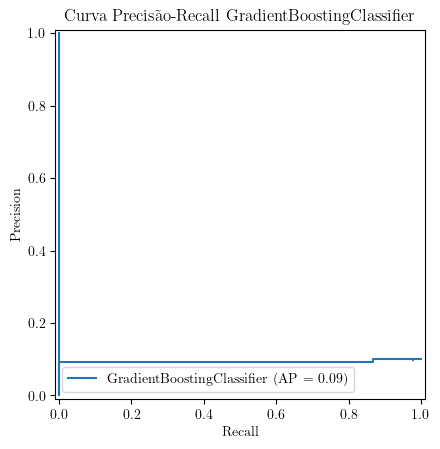 Curva Precisão-Recall GradientBoostingClassifier
1.0
0.8
0.6
0.4
0.2
0.0
Precision
GradientBoostingClassifier (AP = 0.09)
0.0 0.2 0.4 0.6 0.8 1.0
Recall